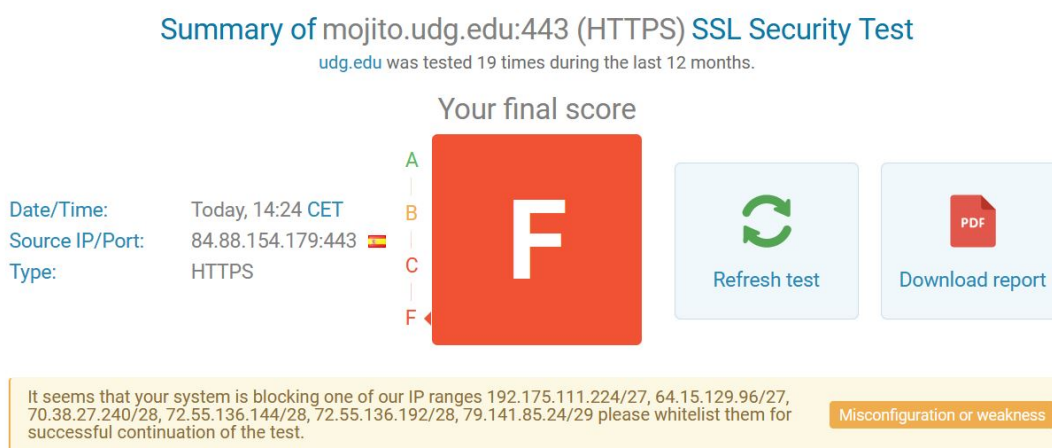 Summary of mojito.udg.edu:443 (HTTPS) SSL Security Test
udg.edu was tested 19 times during the last 12 months.
Your final score
A
B
C
F
F
Date/Time: Today, 14:24 CET
Source IP/Port: 84.88.154.179:443
Type: HTTPS
Refresh test
PDF
Download report
It seems that your system is blocking one of our IP ranges 192.175.111.224/27, 64.15.129.96/27,
70.38.27.240/28, 72.55.136.144/28, 72.55.136.192/28, 79.141.85.24/29 please whitelist them for
successful continuation of the test.
Misconfiguration or weakness